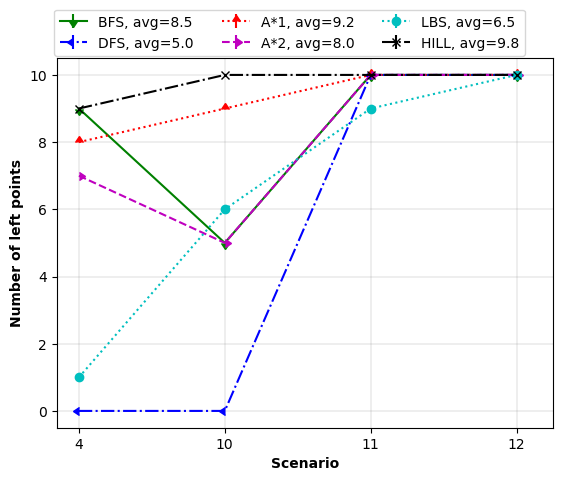 BFS, avg=8.5 A*1, avg=9.2 LBS, avg=6.5
DFS, avg=5.0 A*2, avg=8.0 HILL, avg=9.8
10
8
6
4
2
0
Number of left points
4 10 11 12
Scenario